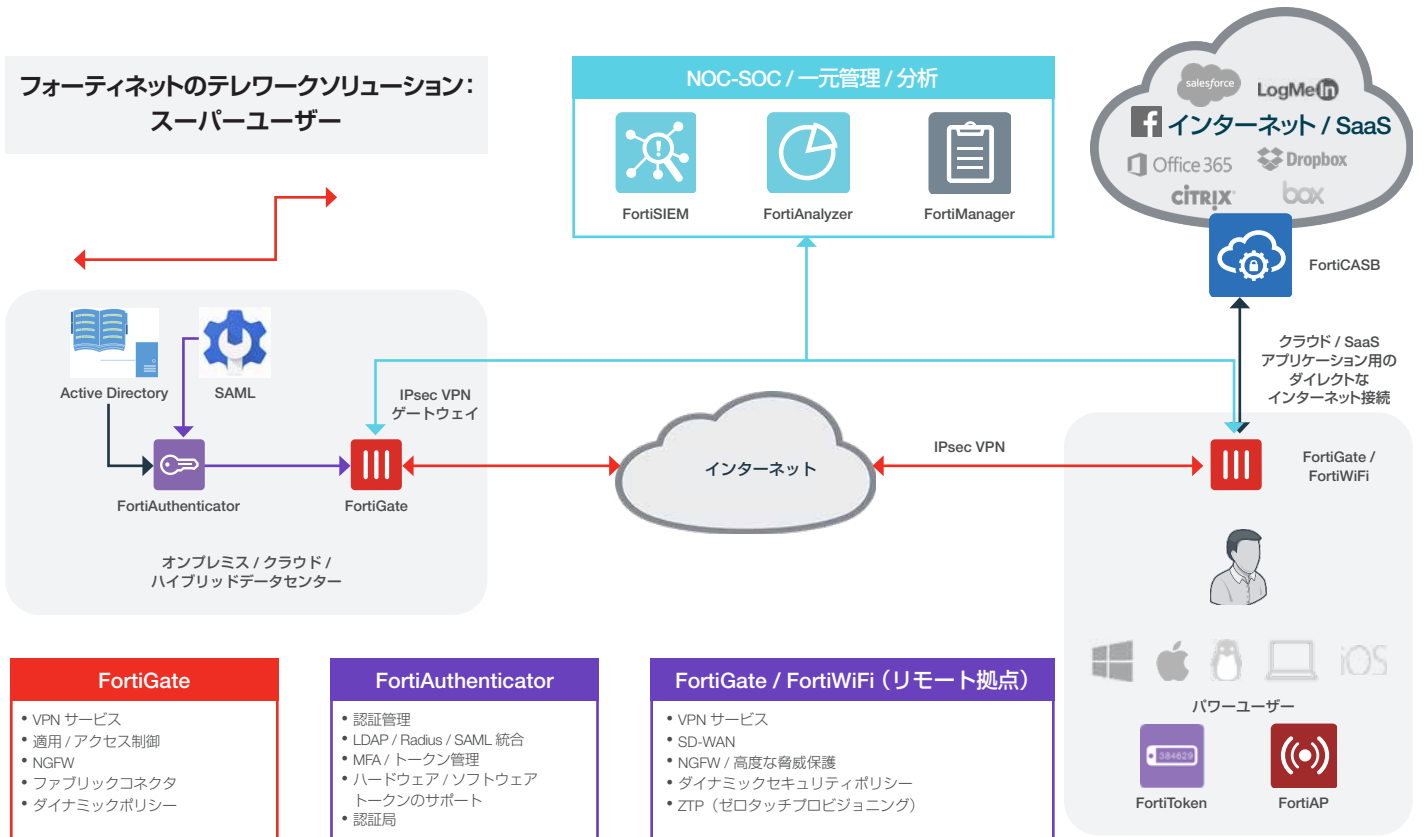 フォーティネットのテレワークソリューション：
スーパーユーザー
NOC-SOC / 一元管理 / 分析
FortiSIEM
FortiAnalyzer
FortiManager
salesforce
LogMeIn
f インターネット / SaaS
Office 365
Dropbox
CITRIX
box
FortiCASB
クラウド / SaaS
アプリケーション用の
ダイレクトな
インターネット接続
Active Directory
SAML
IPsec VPN
ゲートウェイ
FortiAuthenticator
FortiGate
オンプレミス / クラウド /
ハイブリッドデータセンター
インターネット
IPsec VPN
FortiGate /
FortiWiFi
iOS
パワーユーザー
384629
FortiToken
FortiAP
FortiGate
• VPN サービス
• 適用 / アクセス制御
• NGFW
• ファブリックコネクタ
• ダイナミックポリシー
FortiAuthenticator
• 認証管理
• LDAP / Radius / SAML 統合
• MFA / トークン管理
• ハードウェア / ソフトウェア
トークンのサポート
• 認証局
FortiGate / FortiWiFi（リモート拠点）
• VPN サービス
• SD-WAN
• NGFW / 高度な脅威保護
• ダイナミックセキュリティポリシー
• ZTP（ゼロタッチプロビジョニング）